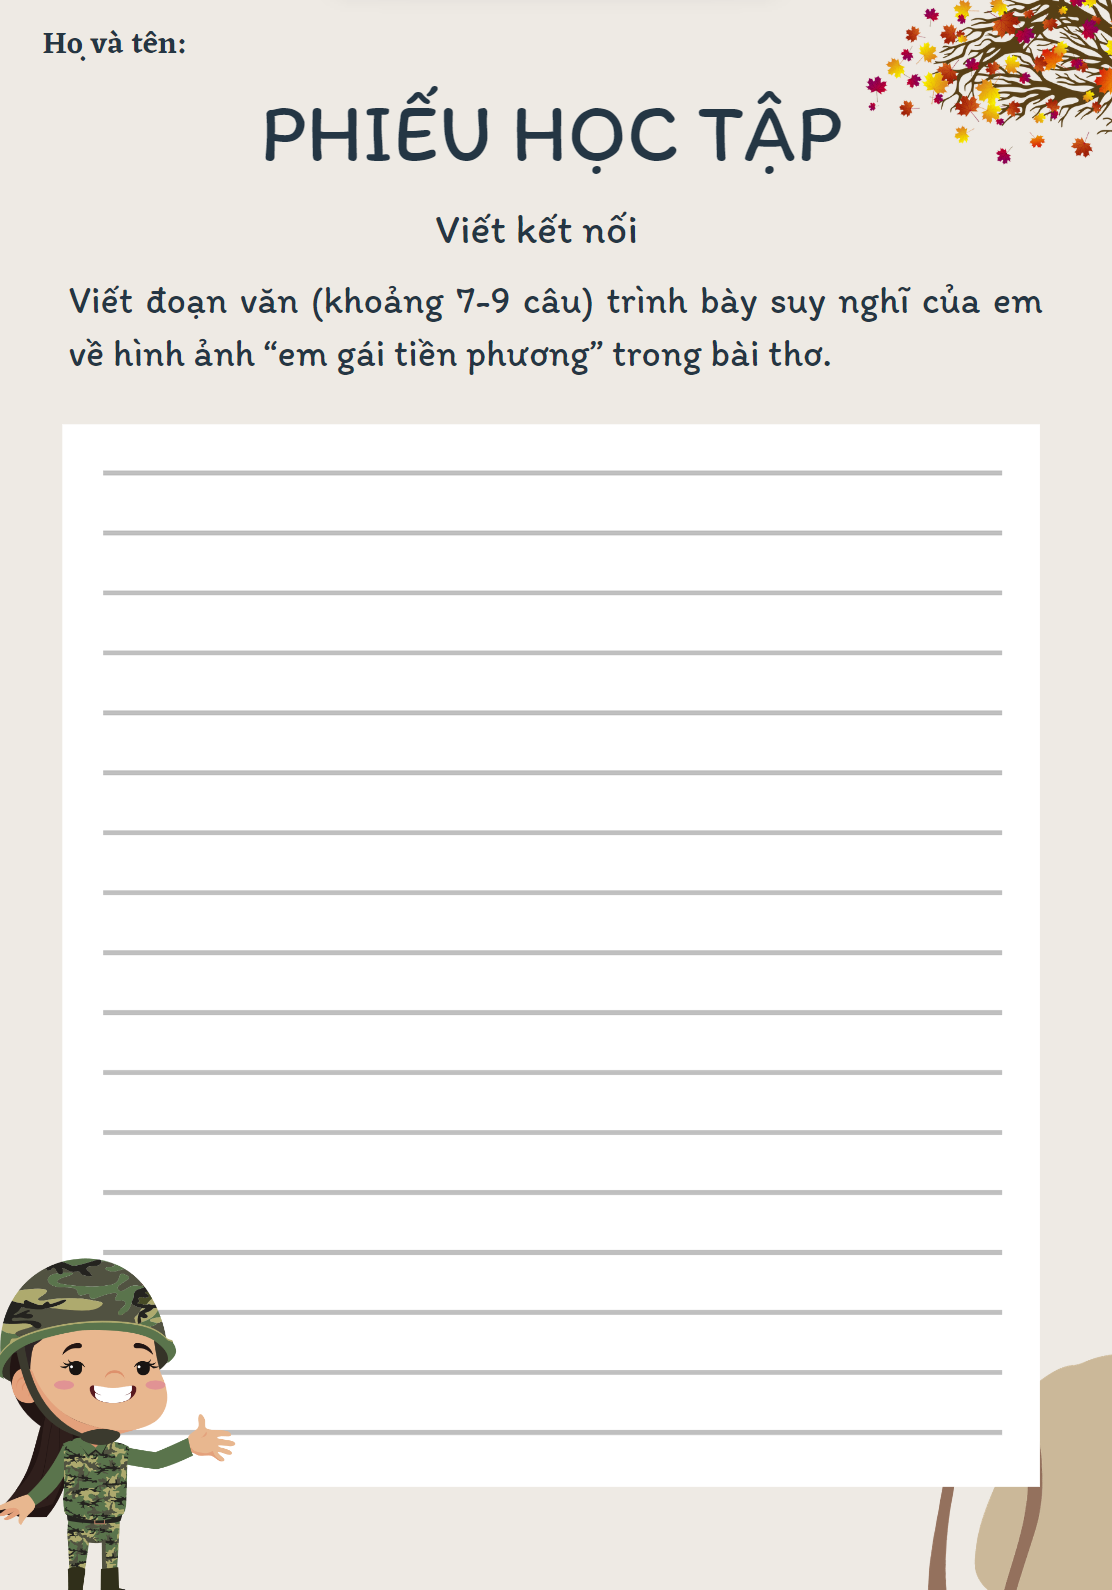 Họ và tên:
PHIẾU HỌC TẬP
Viết kết nối
Viết đoạn văn (khoảng 7-9 câu) trình bày suy nghĩ của em
về hình ảnh “em gái tiền phương” trong bài thơ.